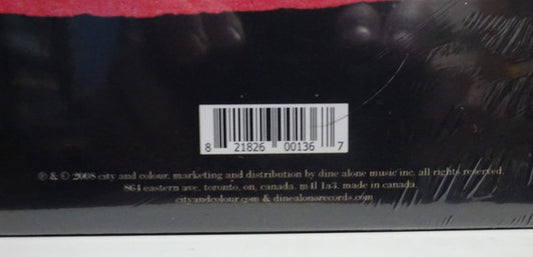 8 21826 00136 7
℗ & © 2008 city and colour. marketing and distribution by dine alone music inc. all rights reserved.
864 eastern ave. toronto, on, canada. m4l 1a3. made in canada.
cityandcolour.com & dinealonerecords.com